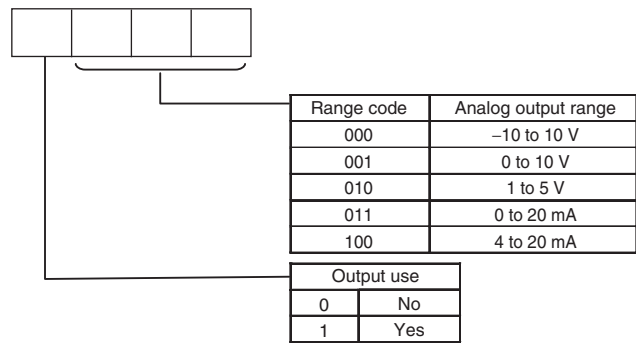 Range code Analog output range
000 −10 to 10 V
001 0 to 10 V
010 1 to 5 V
011 0 to 20 mA
100 4 to 20 mA
Output use
0 No
1 Yes